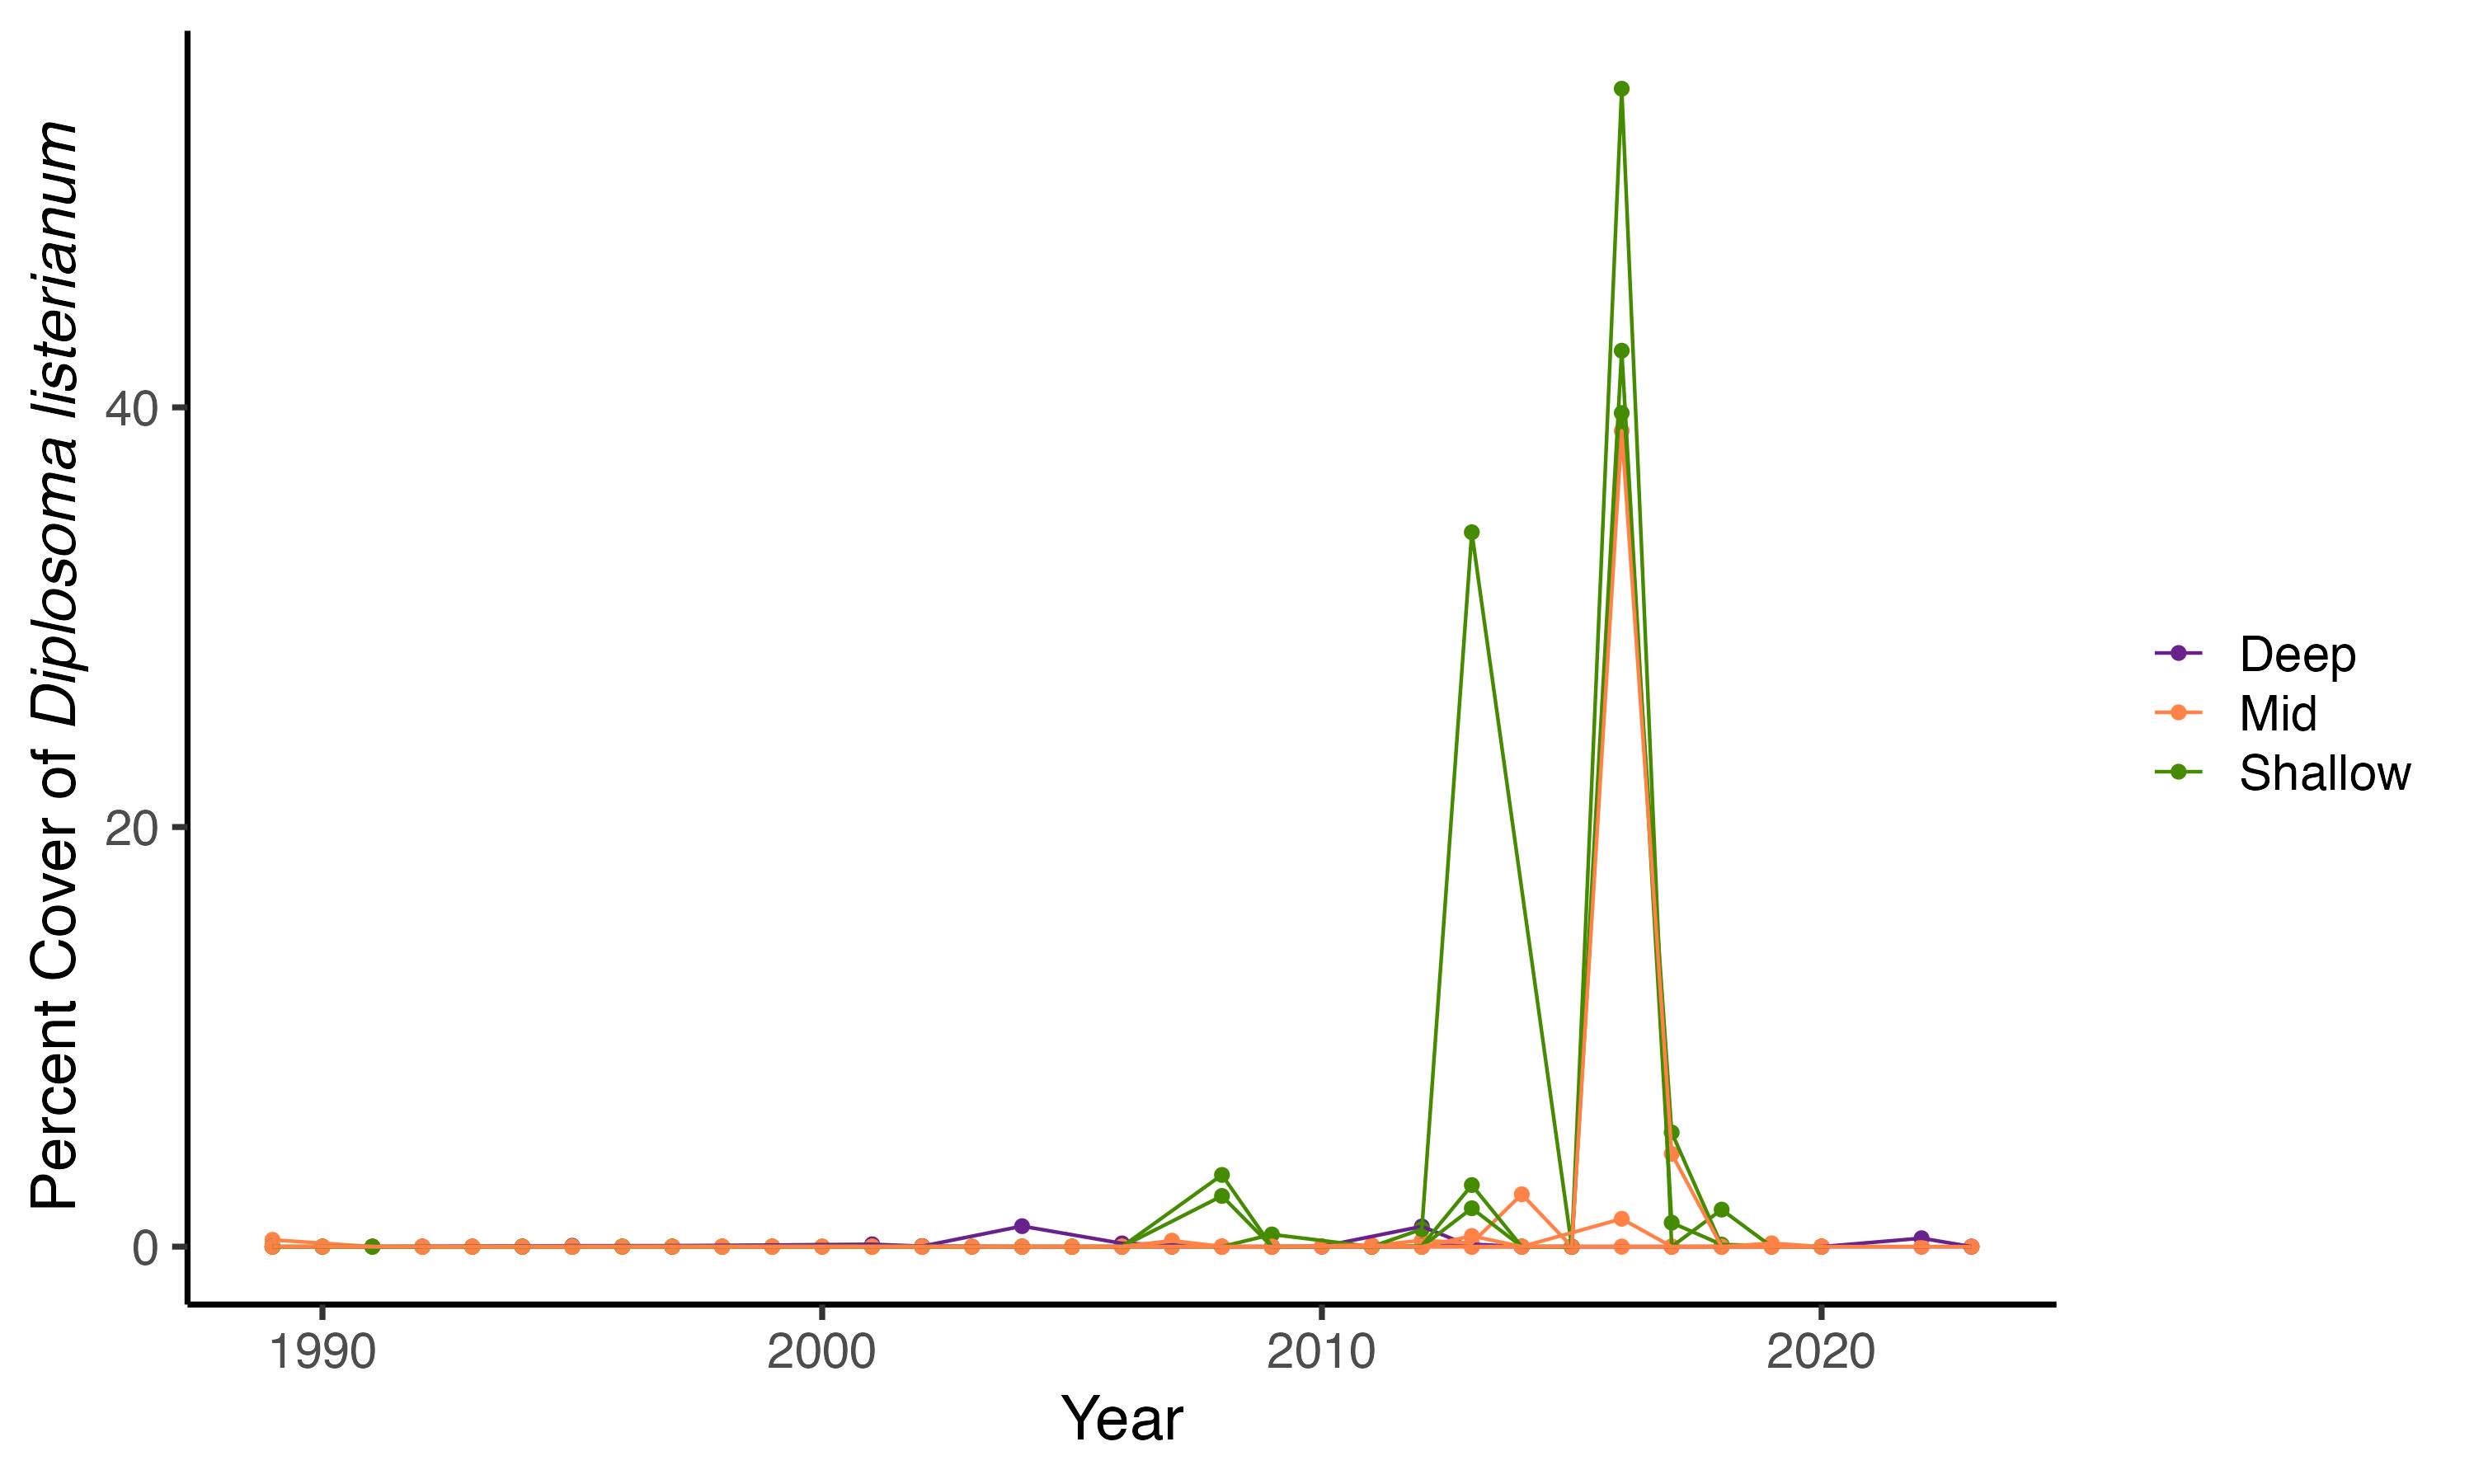 Percent Cover of Diplosoma listerianum
40
20
0
1990
2000
2010
2020
Year
Deep
Mid
Shallow